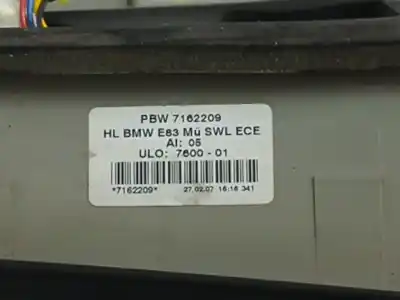 PBW 7162209
HL BMW E83 Mü SWL ECE
AI: 05
ULO: 7600 - 01
*7162209* 27.02.07 16:16 341